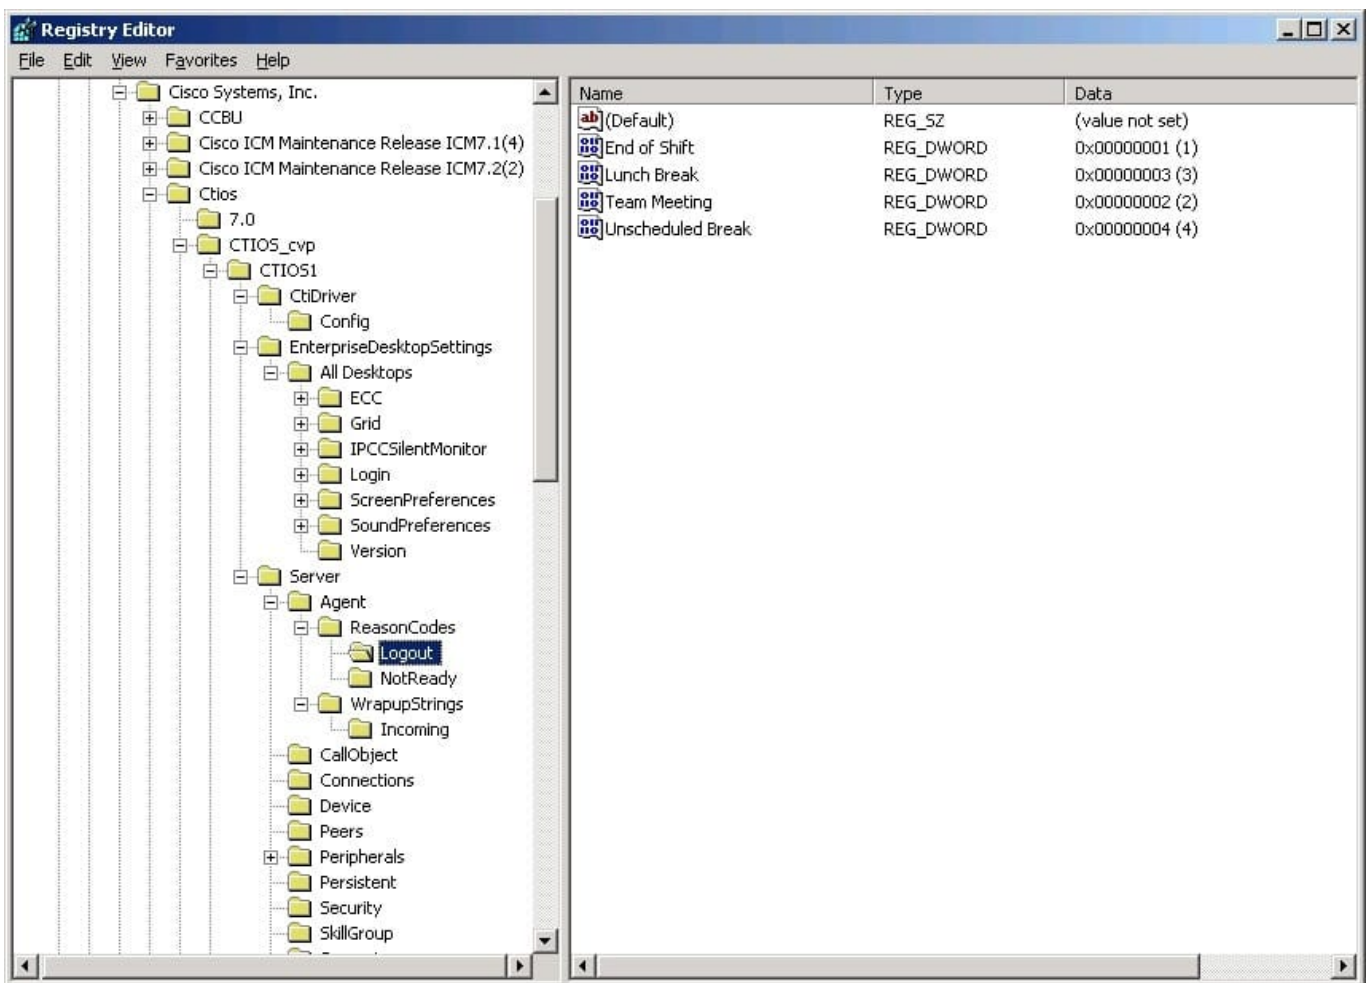 Registry Editor
File Edit View Favorites Help
Cisco Systems, Inc.
CCBU
Cisco ICM Maintenance Release ICM7.1(4)
Cisco ICM Maintenance Release ICM7.2(2)
Ctios
7.0
CTIOS_cvp
CTIOS1
CtiDriver
Config
EnterpriseDesktopSettings
All Desktops
ECC
Grid
IPCCSilentMonitor
Login
ScreenPreferences
SoundPreferences
Version
Server
Agent
ReasonCodes
Logout
NotReady
WrapupStrings
Incoming
CallObject
Connections
Device
Peers
Peripherals
Persistent
Security
SkillGroup
Name Type Data
(Default) REG_SZ (value not set)
End of Shift REG_DWORD 0x00000001 (1)
Lunch Break REG_DWORD 0x00000003 (3)
Team Meeting REG_DWORD 0x00000002 (2)
Unscheduled Break REG_DWORD 0x00000004 (4)